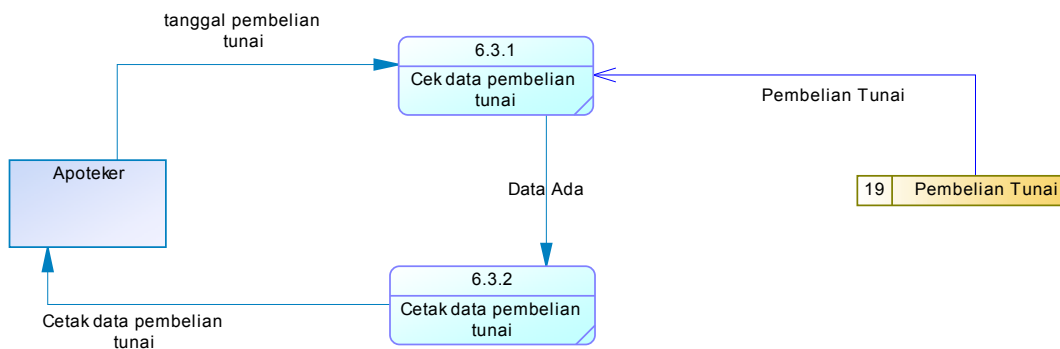 tanggal pembelian
tunai
6.3.1
Cek data pembelian
tunai
Pembelian Tunai
Apoteker
Data Ada
19
Pembelian Tunai
6.3.2
Cetak data pembelian
tunai
Cetak data pembelian
tunai